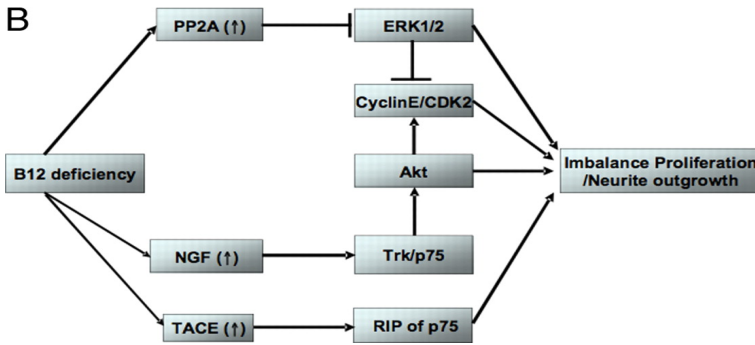 B
PP2A (↑)
ERK1/2
CyclinE/CDK2
B12 deficiency
Akt
Imbalance Proliferation
/Neurite outgrowth
NGF (↑)
Trk/p75
TACE (↑)
RIP of p75